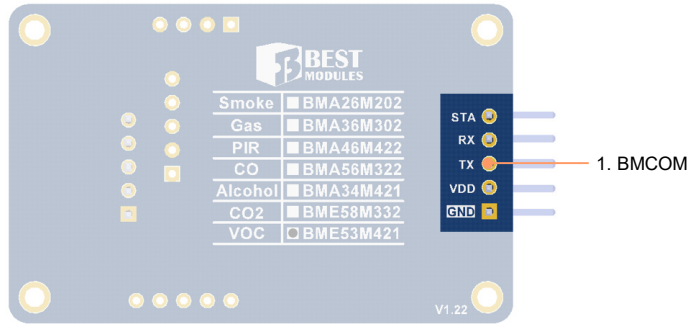 BEST
MODULES
Smoke BMA26M202
Gas BMA36M302
PIR BMA46M422
CO BMA56M322
Alcohol BMA34M421
CO2 BME58M332
VOC BME53M421
V1.22
STA
RX
TX
VDD
GND
1. BMCOM